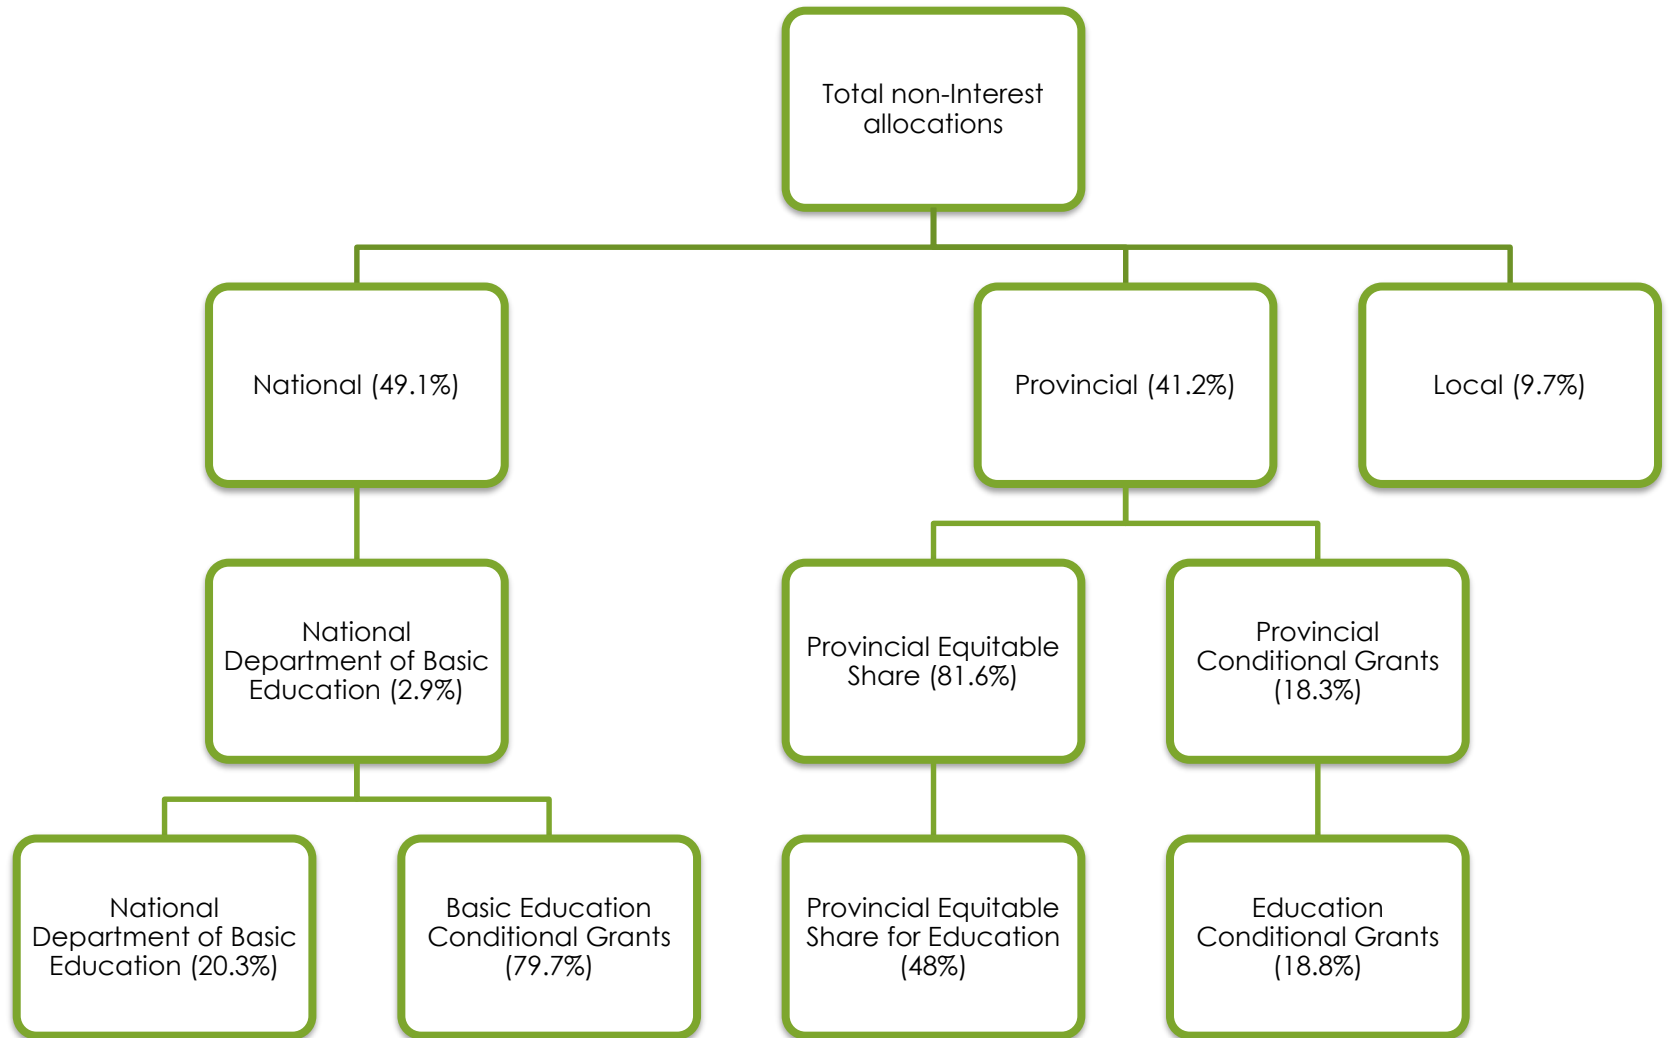 Total non-Interest
allocations
National (49.1%)
Provincial (41.2%)
Local (9.7%)
National
Department of Basic
Education (2.9%)
Provincial Equitable
Share (81.6%)
Provincial
Conditional Grants
(18.3%)
National
Department of Basic
Education (20.3%)
Basic Education
Conditional Grants
(79.7%)
Provincial Equitable
Share for Education
(48%)
Education
Conditional Grants
(18.8%)